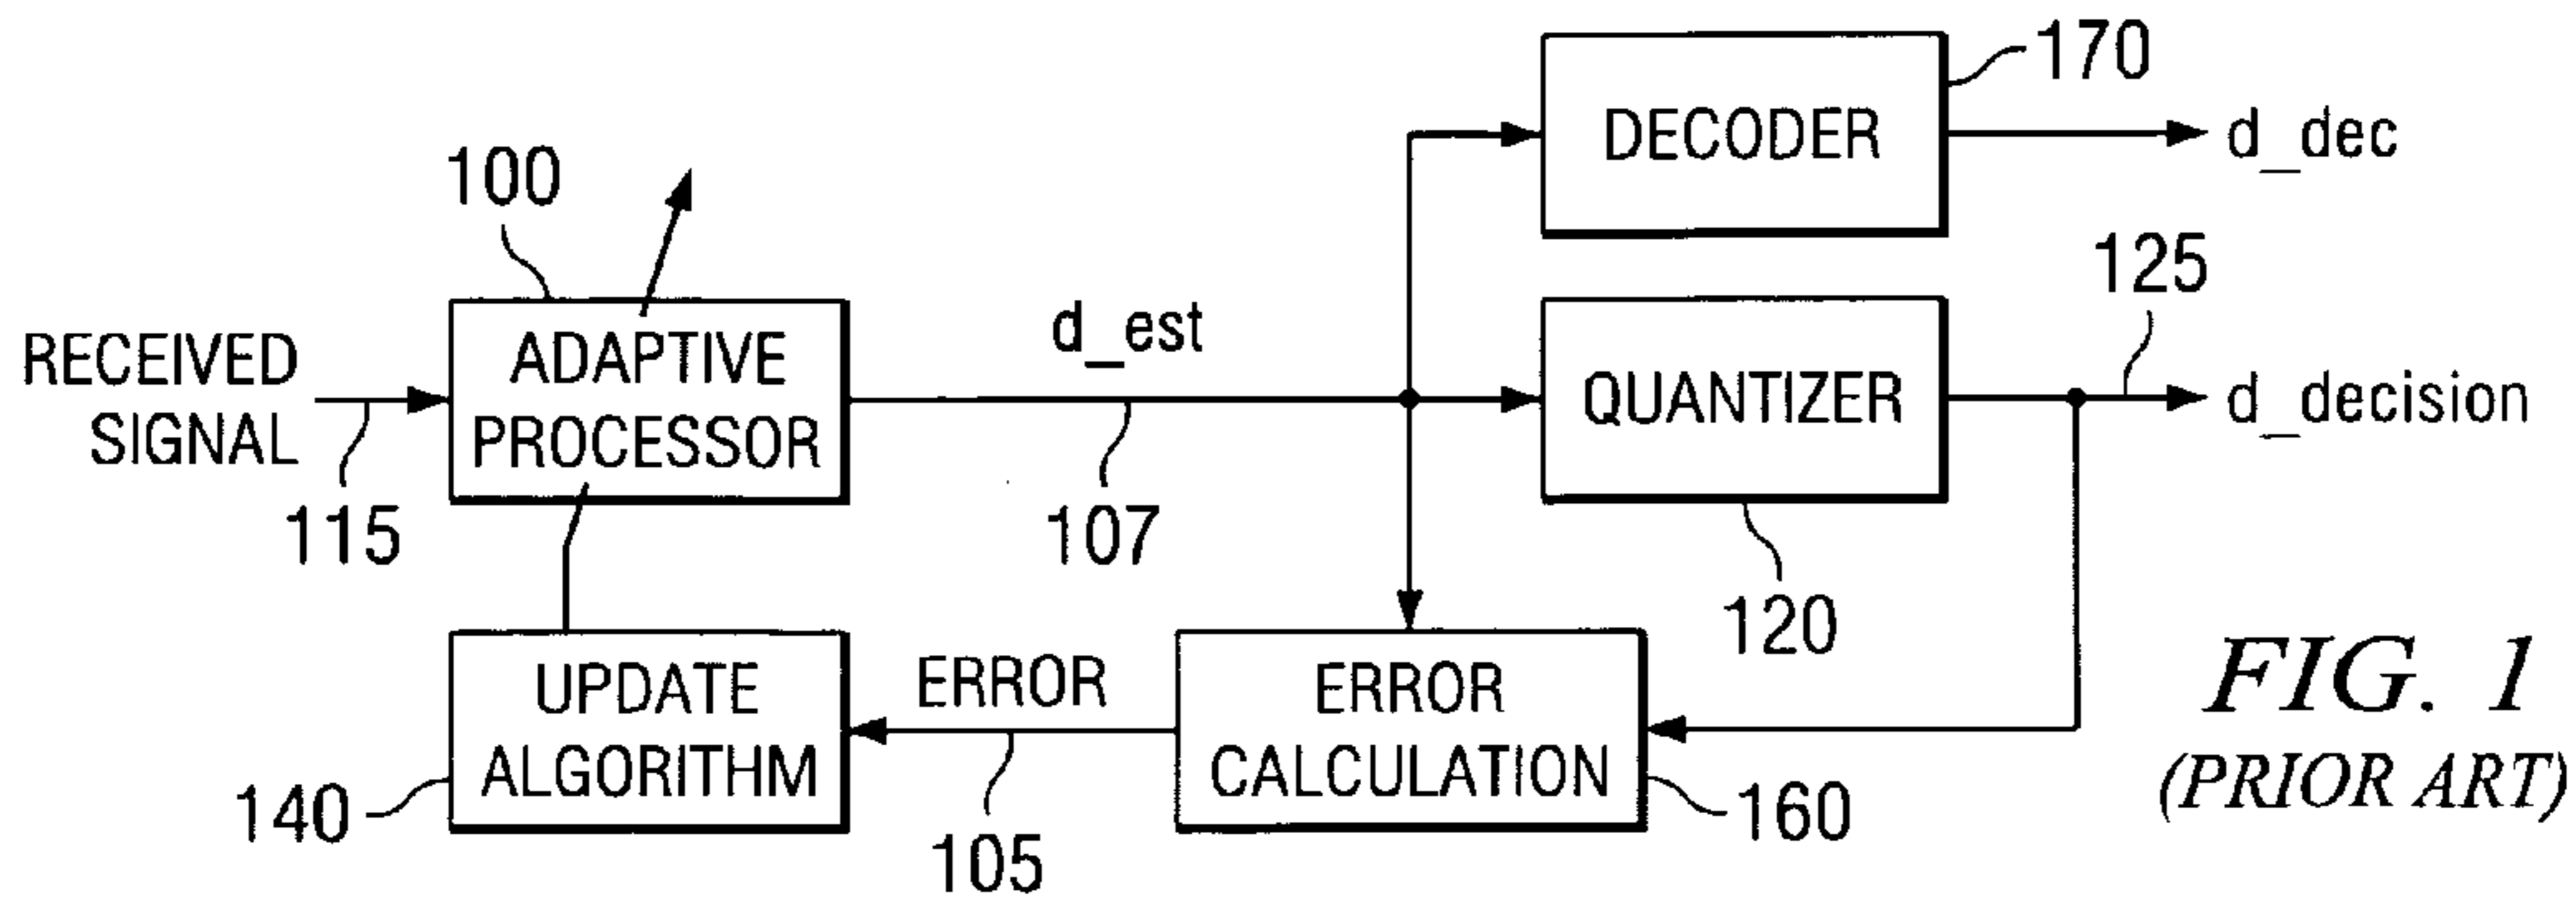 170
DECODER
d_dec
100
125
RECEIVED
SIGNAL
ADAPTIVE
PROCESSOR
d_est
QUANTIZER
d_decision
115
107
120
UPDATE
ALGORITHM
ERROR
ERROR
CALCULATION
140
105
160
FIG. 1
(PRIOR ART)